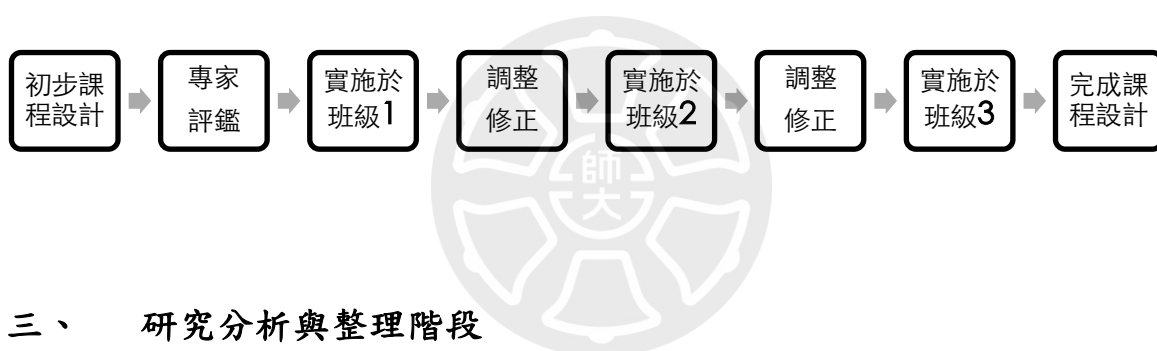 初步課
程設計
專家
評鑑
實施於
班級1
調整
修正
實施於
班級2
調整
修正
實施於
班級3
完成課
程設計
師
大
三、 研究分析與整理階段